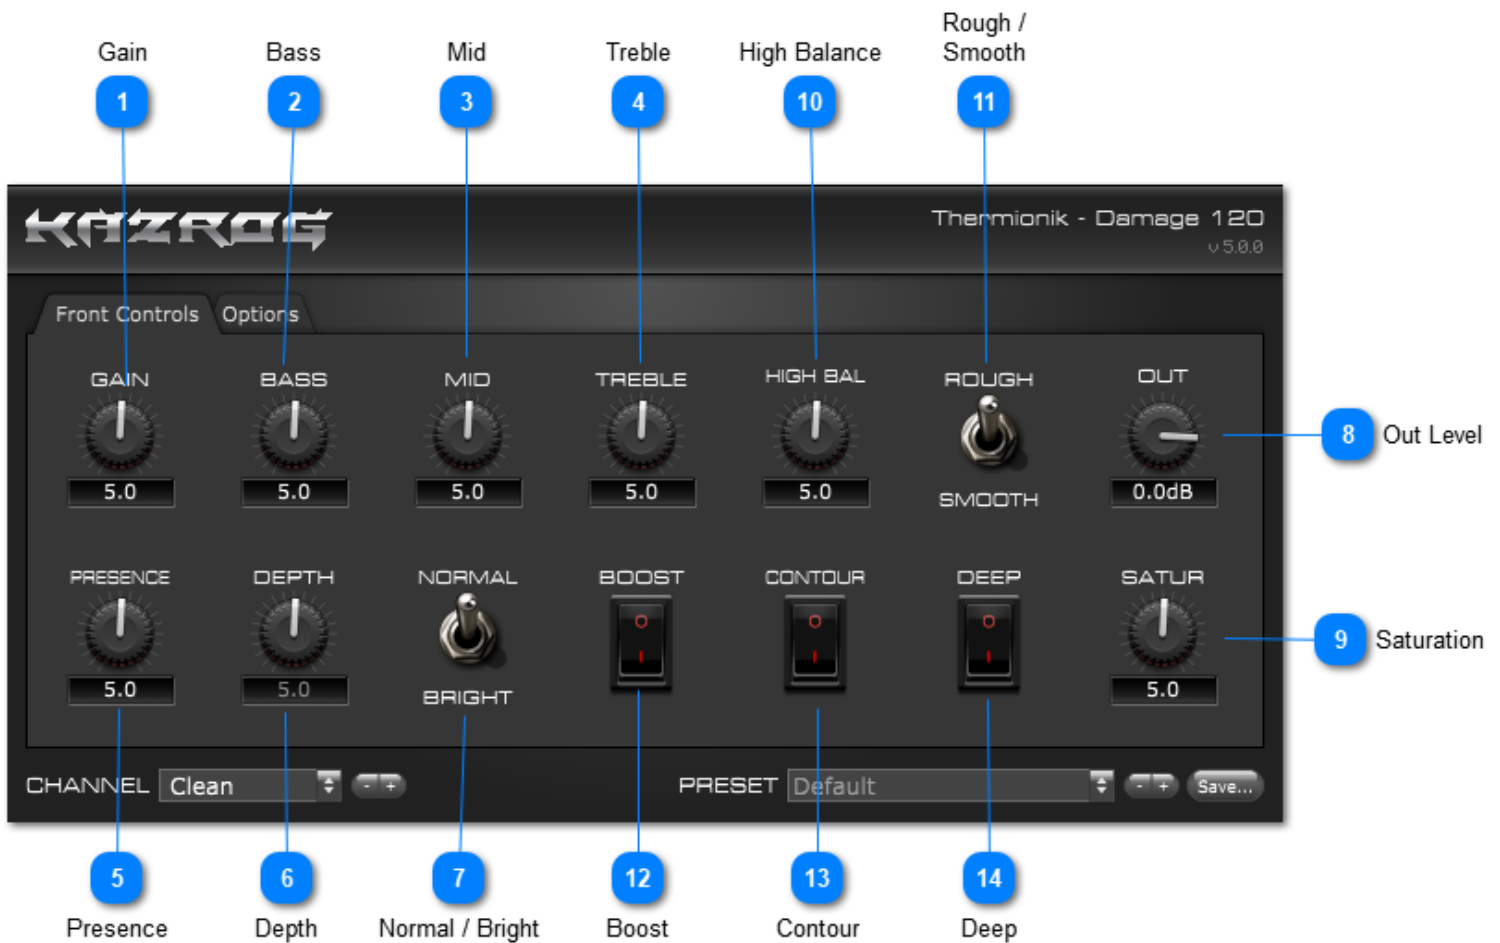 Rough /
Gain Bass Mid Treble High Balance Smooth
1 2 3 4 10 11
KAZROG Thermionik - Damage 120
v 5.0.0
Front Controls Options
GAIN BASS MID TREBLE HIGH BAL ROUGH OUT
8 Out Level
5.0 5.0 5.0 5.0 5.0 SMOOTH 0.0dB
PRESENCE DEPTH NORMAL BOOST CONTOUR DEEP SATUR
O O O
9 Saturation
I I I
5.0 5.0 BRIGHT 5.0
CHANNEL Clean - + PRESET Default - + Save...
5 6 7 12 13 14
Presence Depth Normal / Bright Boost Contour Deep